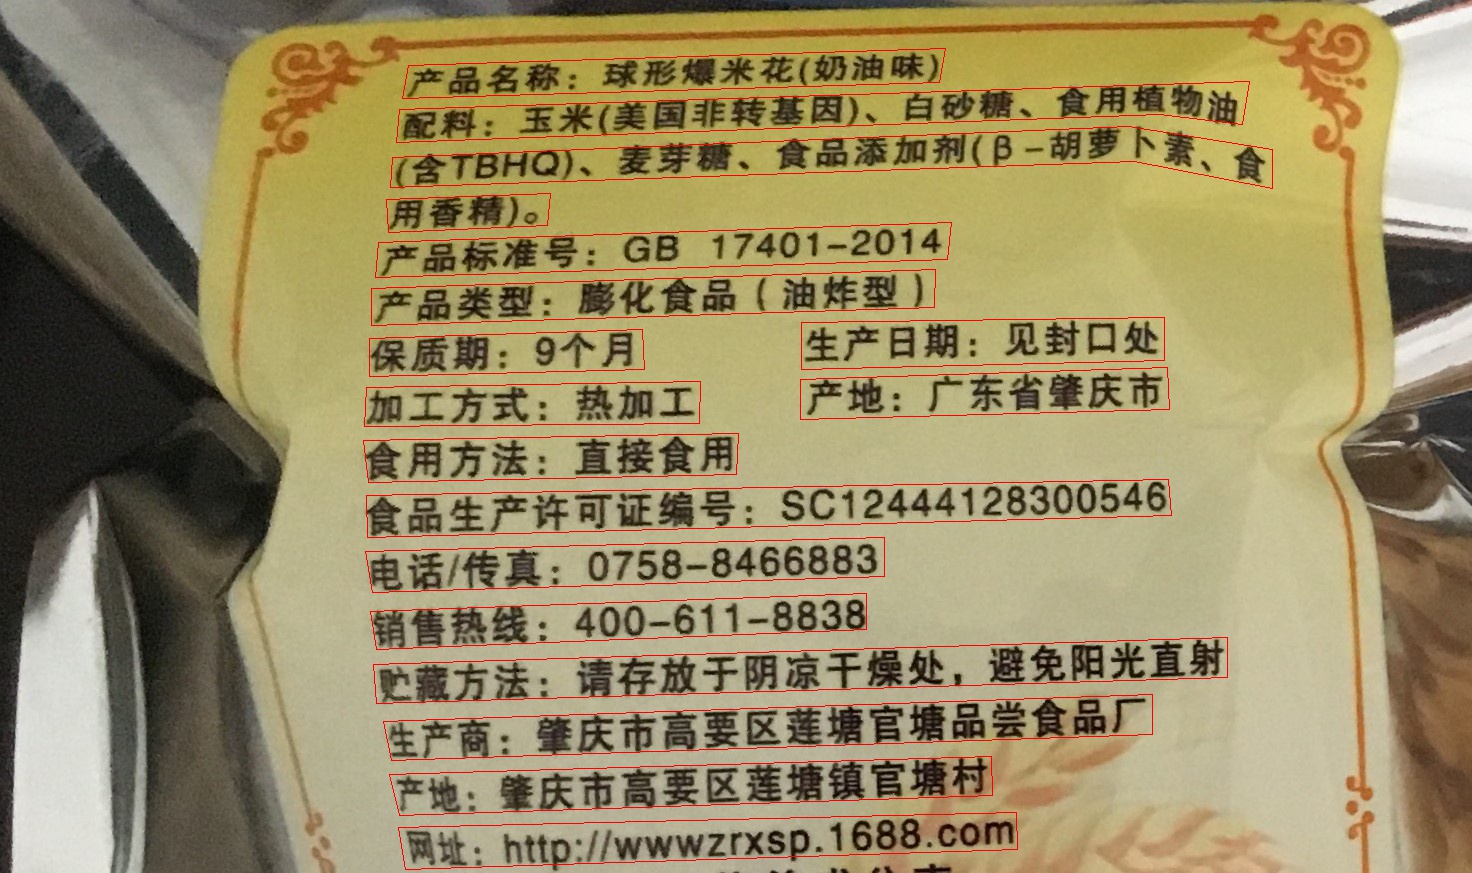 产品名称：球形爆米花(奶油味)
配料：玉米(美国非转基因)、白砂糖、食用植物油
(含TBHQ)、麦芽糖、食品添加剂(β-胡萝卜素、食
用香精)。
产品标准号：GB 17401-2014
产品类型：膨化食品（油炸型）
保质期：9个月 生产日期：见封口处
加工方式：热加工 产地：广东省肇庆市
食用方法：直接食用
食品生产许可证编号：SC12444128300546
电话/传真：0758-8466883
销售热线：400-611-8838
贮藏方法：请存放于阴凉干燥处，避免阳光直射
生产商：肇庆市高要区莲塘官塘品尝食品厂
产地：肇庆市高要区莲塘镇官塘村
网址：http://wwwzrxsp.1688.com